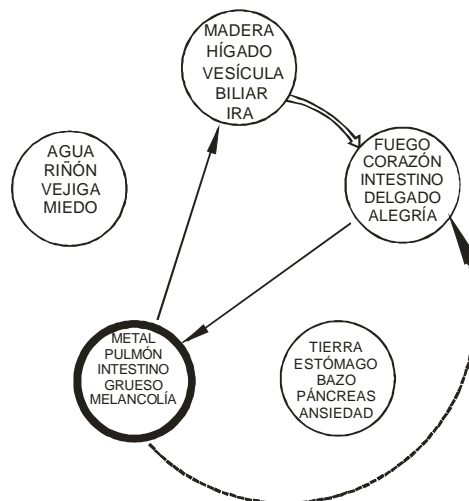 MADERA
HÍGADO
VESÍCULA
BILIAR
IRA
FUEGO
CORAZÓN
INTESTINO
DELGADO
ALEGRÍA
AGUA
RIÑÓN
VEJIGA
MIEDO
METAL
PULMÓN
INTESTINO
GRUESO
MELANCOLÍA
TIERRA
ESTÓMAGO
BAZO
PÁNCREAS
ANSIEDAD